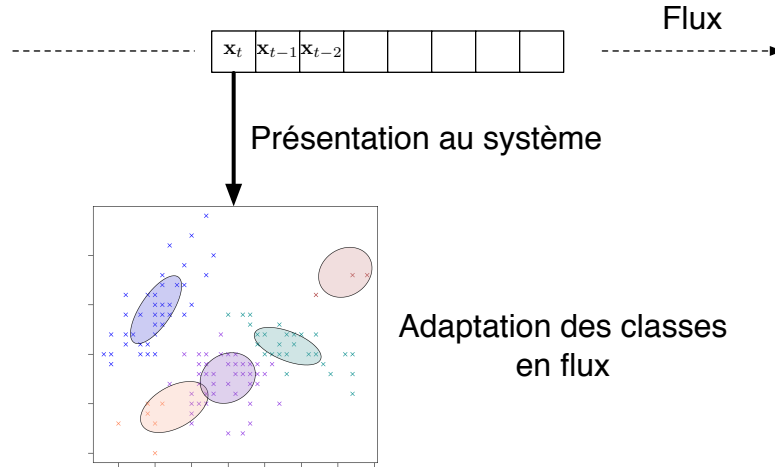 Flux
x_t x_{t−1} x_{t−2}
Présentation au système
Adaptation des classes
en flux